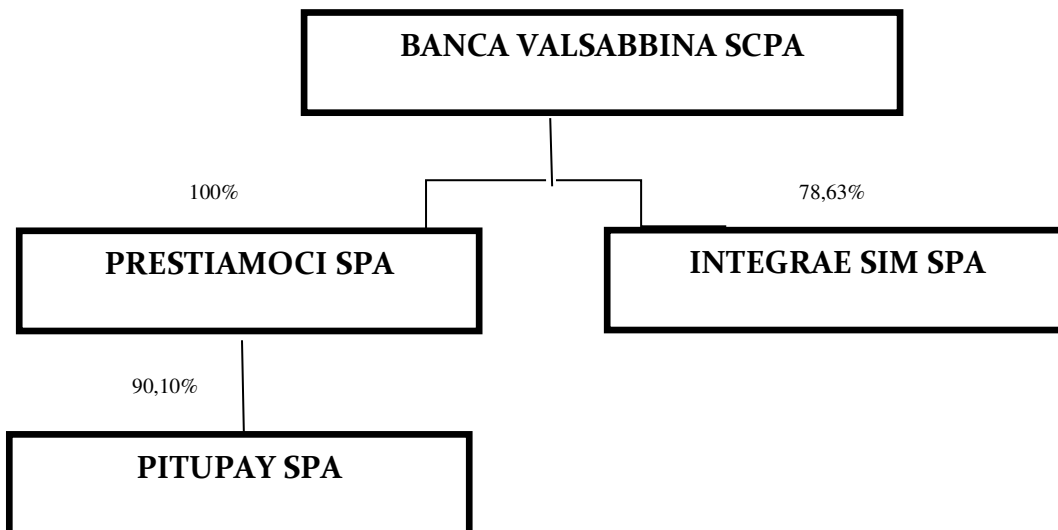 BANCA VALSABBINA SCPA
100%
78,63%
PRESTIAMOCI SPA
INTEGRAE SIM SPA
90,10%
PITUPAY SPA